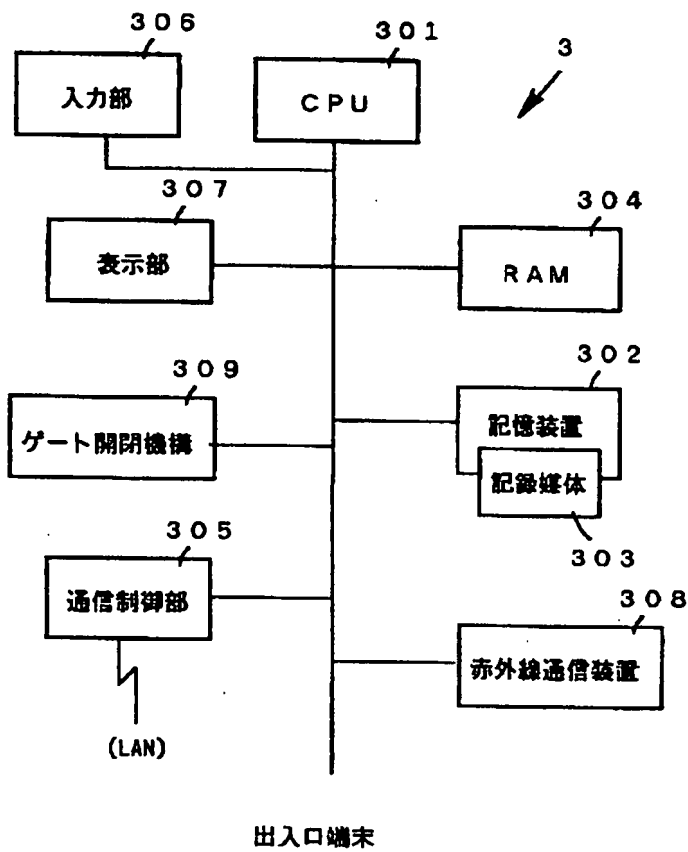 306
入力部
301
CPU
3
307
表示部
304
RAM
309
ゲート開閉機構
302
記憶装置
記録媒体
303
305
通信制御部
(LAN)
308
赤外線通信装置
出入口端末